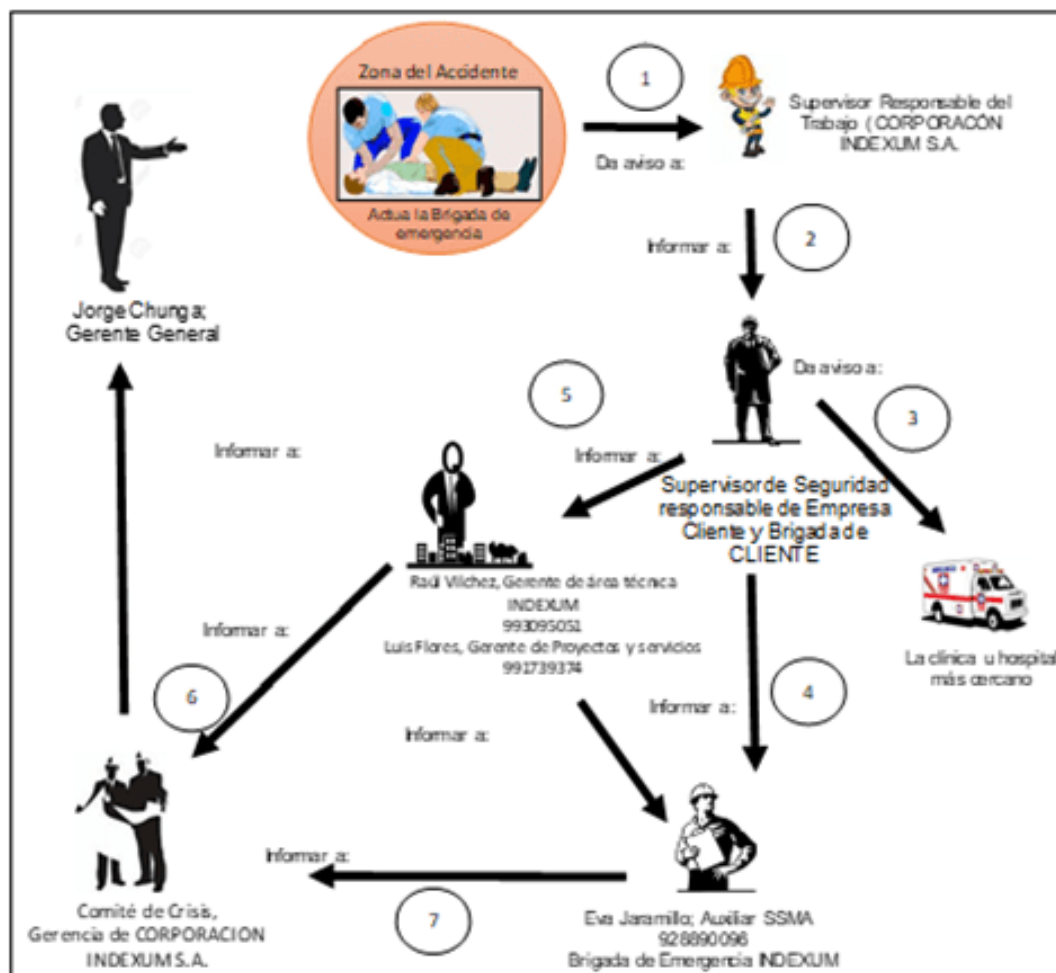 Zona del Accidente
Actua la Brigada de
emergencia
1
Da aviso a:
Supervisor Responsable del
Trabajo ( CORPORACÓN
INDEXUM S.A.
Informar a:
2
Jorge Chunga;
Gerente General
Da aviso a:
3
5
Informar a:
Informar a:
Supervisor de Seguridad
responsable de Empresa
Cliente y Brigada de
CLIENTE
Raúl Vilchez, Gerente de área técnica
INDEXUM
993095051
Luis Flores, Gerente de Proyectos y servicios
991739374
La clínica u hospital
más cercano
Informar a:
6
4
Informar a:
Informar a:
Informar a:
7
Comité de Crisis,
Gerencia de CORPORACION
INDEXUM S.A.
Eva Jaramillo; Auxiliar SSMA
928890096
Brigada de Emergencia INDEXUM